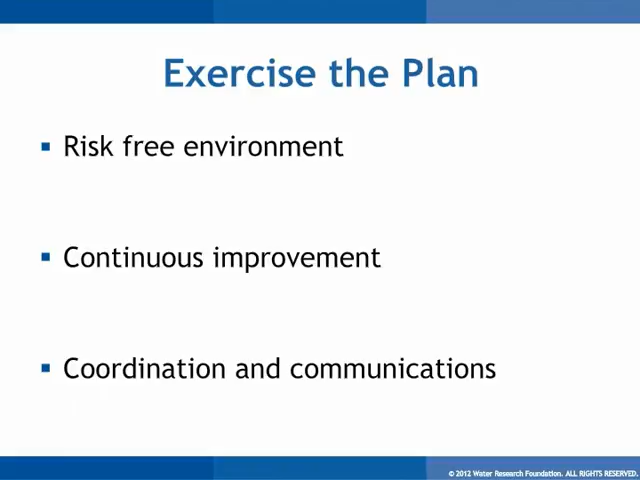 Exercise the Plan
Risk free environment
Continuous improvement
Coordination and communications
© 2012 Water Research Foundation. ALL RIGHTS RESERVED.